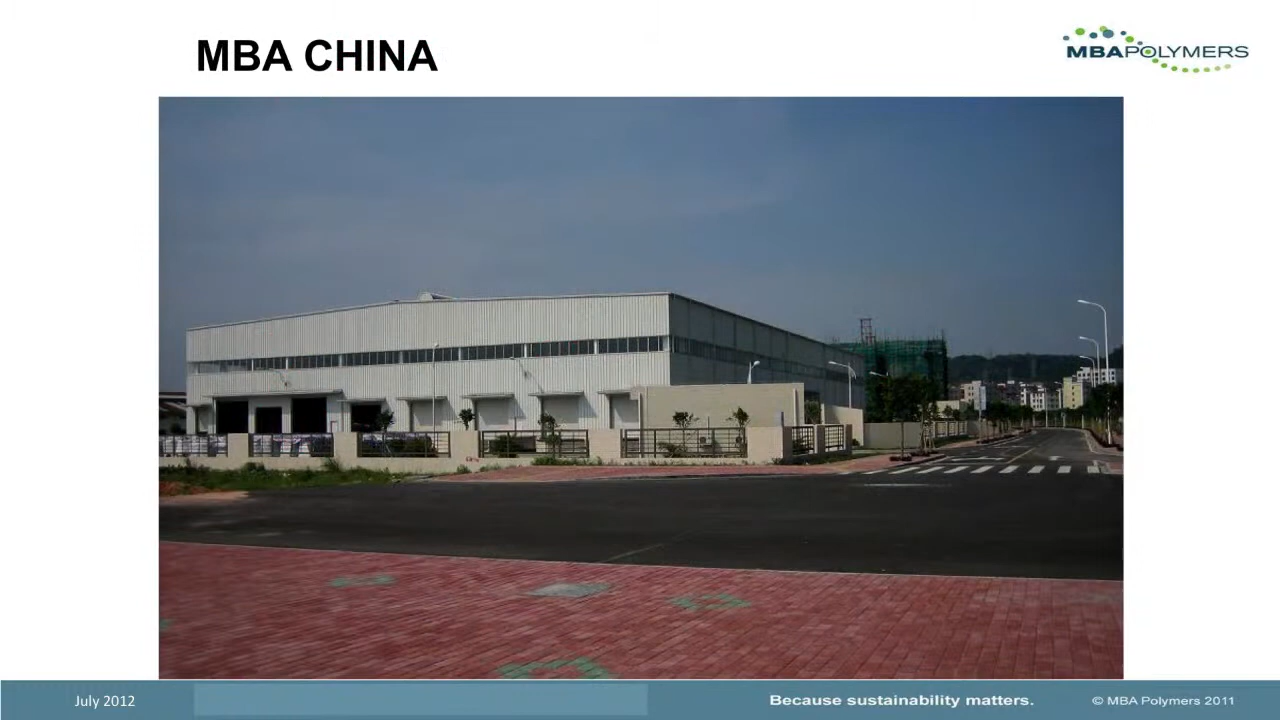 MBA CHINA
MBAPOLYMERS
July 2012
Because sustainability matters.
© MBA Polymers 2011